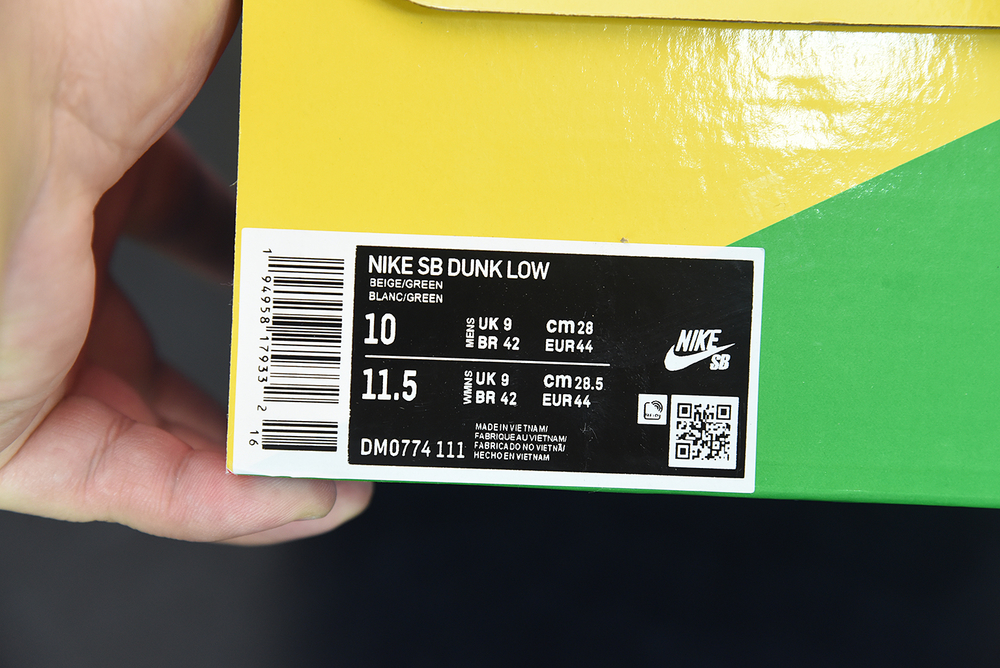 NIKE SB DUNK LOW
BEIGE/GREEN
BLANC/GREEN
10
MENS
UK 9
cm 28
BR 42
EUR 44
11.5
WMNS
UK 9
cm 28.5
BR 42
EUR 44
MADE IN VIETNAM/
FABRIQUE AU VIETNAM/
FABRICADO NO VIETNÃ/
HECHO EN VIETNAM
DM0774 111
NIKE
SB
1 94958 17933 2
16